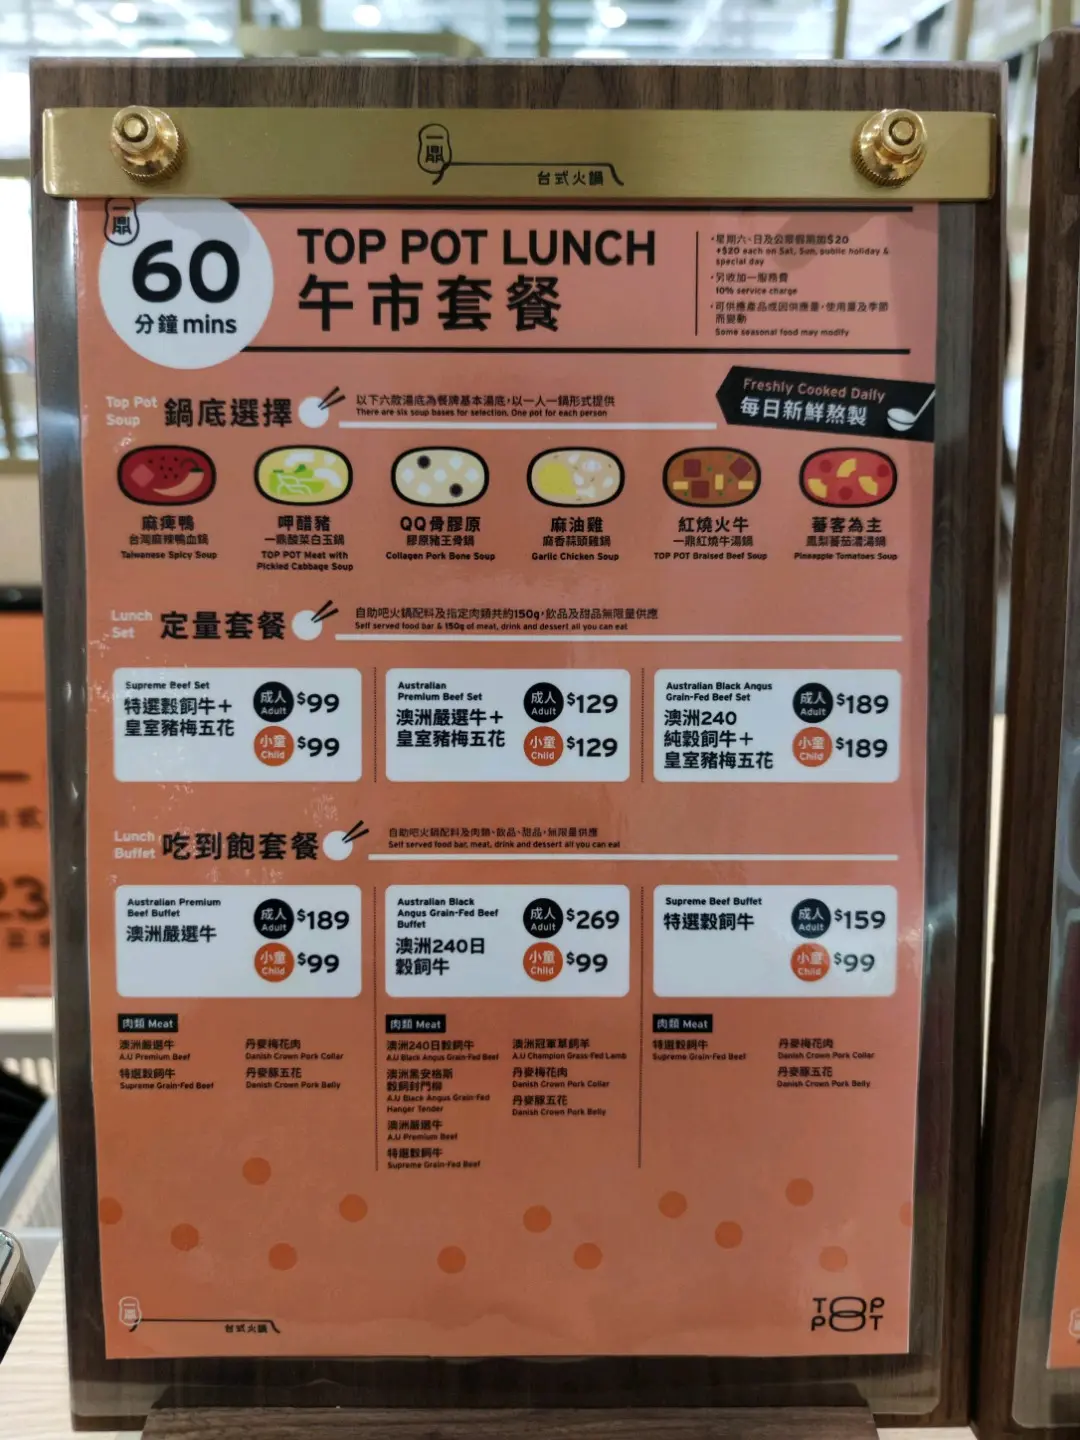 一鼎
台式火鍋
一鼎
60
分鐘 mins
TOP POT LUNCH
午市套餐
·星期六、日及公眾假期加$20
+$20 each on Sat, Sun, public holiday &
special day
·另收加一服務費
10% service charge
·可供應產品或因供應量、使用量及季節
而變動
Some seasonal food may modify
Top Pot
Soup
鍋底選擇
以下六款湯底為餐牌基本湯底，以一人一鍋形式提供
There are six soup bases for selection. One pot for each person
Freshly Cooked Daily
每日新鮮熬製
麻痺鴨
台灣麻辣鴨血鍋
Taiwanese Spicy Soup
呷醋豬
一鼎酸菜白玉鍋
TOP POT Meat with
Pickled Cabbage Soup
QQ骨膠原
膠原豬王骨鍋
Collagen Pork Bone Soup
麻油雞
麻香蒜頭雞鍋
Garlic Chicken Soup
紅燒火牛
一鼎紅燒牛湯鍋
TOP POT Braised Beef Soup
蕃客為主
鳳梨蕃茄濃湯鍋
Pineapple Tomatoes Soup
Lunch
Set
定量套餐
自助吧火鍋配料及指定肉類共約150g，飲品及甜品無限量供應
Self served food bar & 150g of meat, drink and dessert all you can eat
Supreme Beef Set
特選穀飼牛＋
皇室豬梅五花
成人 Adult $99
小童 Child $99
Australian
Premium Beef Set
澳洲嚴選牛＋
皇室豬梅五花
成人 Adult $129
小童 Child $129
Australian Black Angus
Grain-Fed Beef Set
澳洲240
純穀飼牛＋
皇室豬梅五花
成人 Adult $189
小童 Child $189
Lunch
Buffet
吃到飽套餐
自助吧火鍋配料及肉類、飲品、甜品，無限量供應
Self served food bar, meat, drink and dessert all you can eat
Australian Premium
Beef Buffet
澳洲嚴選牛
成人 Adult $189
小童 Child $99
Australian Black
Angus Grain-Fed Beef
Buffet
澳洲240日
穀飼牛
成人 Adult $269
小童 Child $99
Supreme Beef Buffet
特選穀飼牛
成人 Adult $159
小童 Child $99
肉類 Meat
澳洲嚴選牛
A.U Premium Beef
特選穀飼牛
Supreme Grain-Fed Beef
丹麥梅花肉
Danish Crown Pork Collar
丹麥豚五花
Danish Crown Pork Belly
肉類 Meat
澳洲240日穀飼牛
A.U Black Angus Grain-Fed Beef
澳洲黑安格斯
穀飼封門柳
A.U Black Angus Grain-Fed
Hanger Tender
澳洲嚴選牛
A.U Premium Beef
特選穀飼牛
Supreme Grain-Fed Beef
澳洲冠軍草飼羊
A.U Champion Grass-Fed Lamb
丹麥梅花肉
Danish Crown Pork Collar
丹麥豚五花
Danish Crown Pork Belly
肉類 Meat
特選穀飼牛
Supreme Grain-Fed Beef
丹麥梅花肉
Danish Crown Pork Collar
丹麥豚五花
Danish Crown Pork Belly
一鼎
台式火鍋
TOP
POT